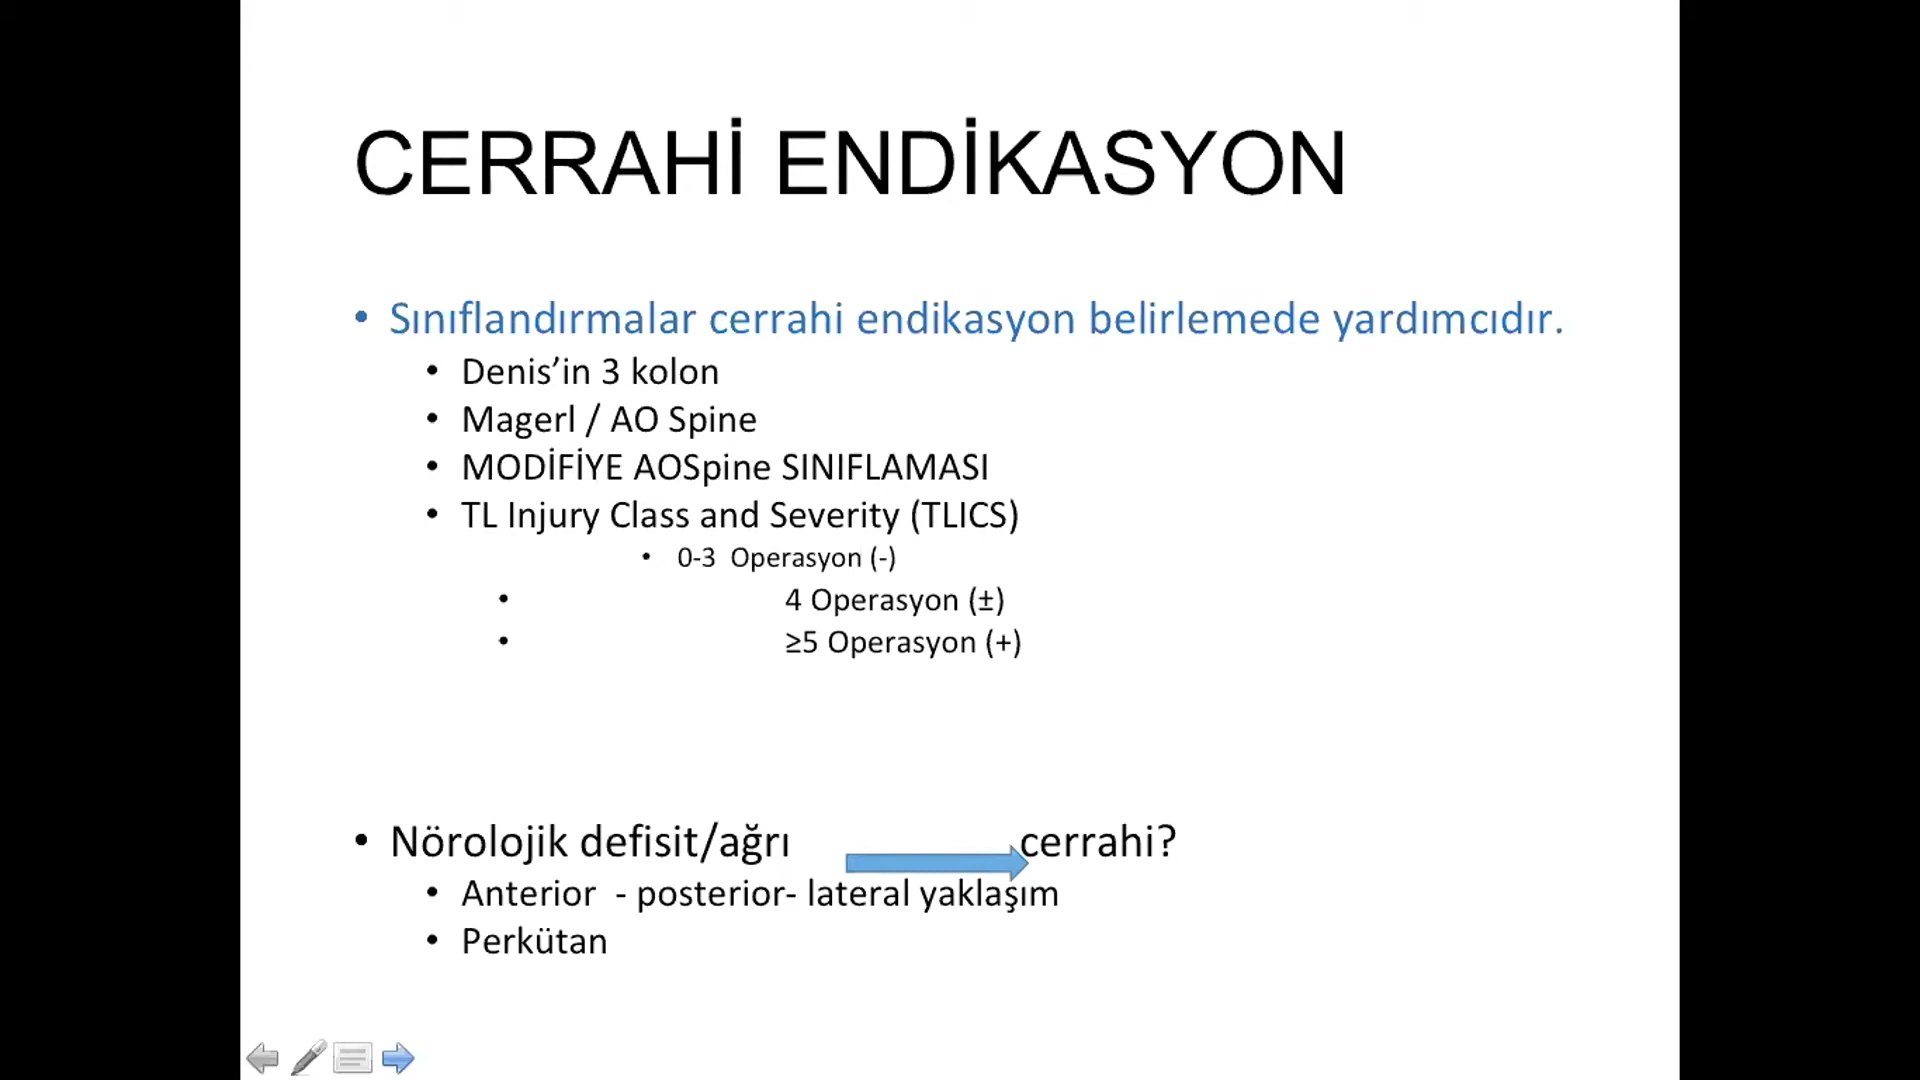 CERRAHİ ENDİKASYON
• Sınıflandırmalar cerrahi endikasyon belirlemede yardımcıdır.
• Denis’in 3 kolon
• Magerl / AO Spine
• MODİFİYE AOSpine SINIFLAMASI
• TL Injury Class and Severity (TLICS)
• 0-3 Operasyon (-)
• 4 Operasyon (±)
• ≥5 Operasyon (+)
• Nörolojik defisit/ağrı cerrahi?
• Anterior - posterior- lateral yaklaşım
• Perkütan